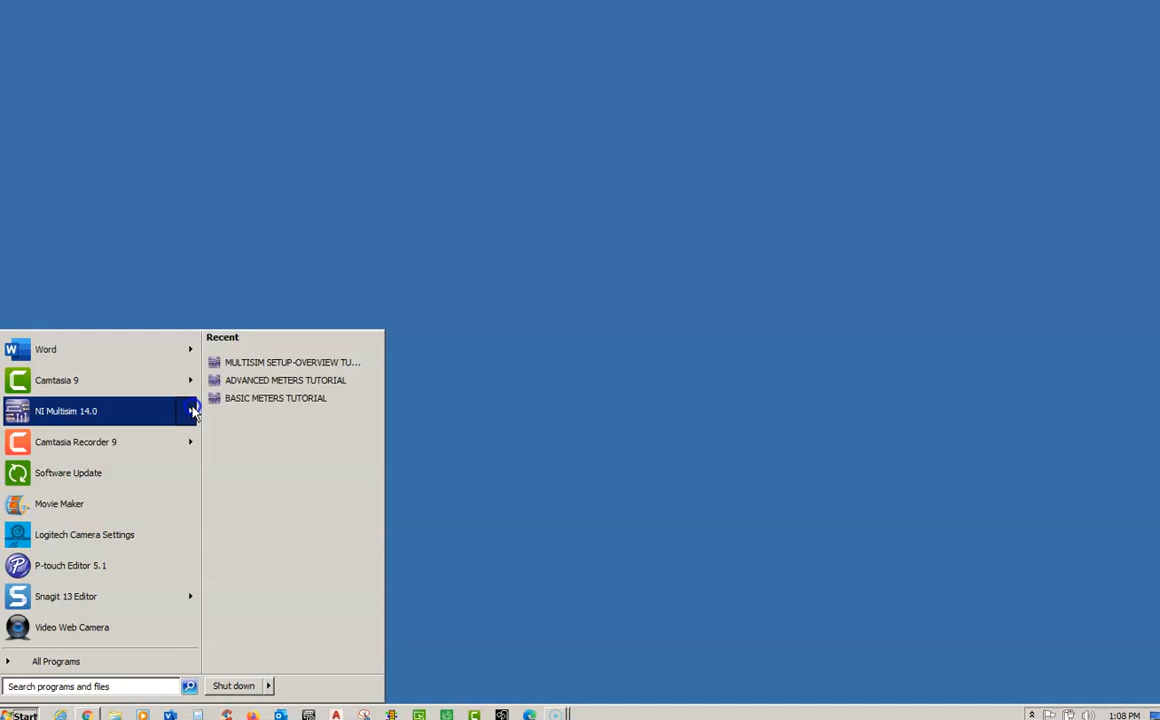 Word
Camtasia 9
NI Multisim 14.0
Camtasia Recorder 9
Software Update
Movie Maker
Logitech Camera Settings
P-touch Editor 5.1
Snagit 13 Editor
Video Web Camera
All Programs
Search programs and files
Recent
MULTISIM SETUP-OVERVIEW TU...
ADVANCED METERS TUTORIAL
BASIC METERS TUTORIAL
Shut down
Start
1:08 PM